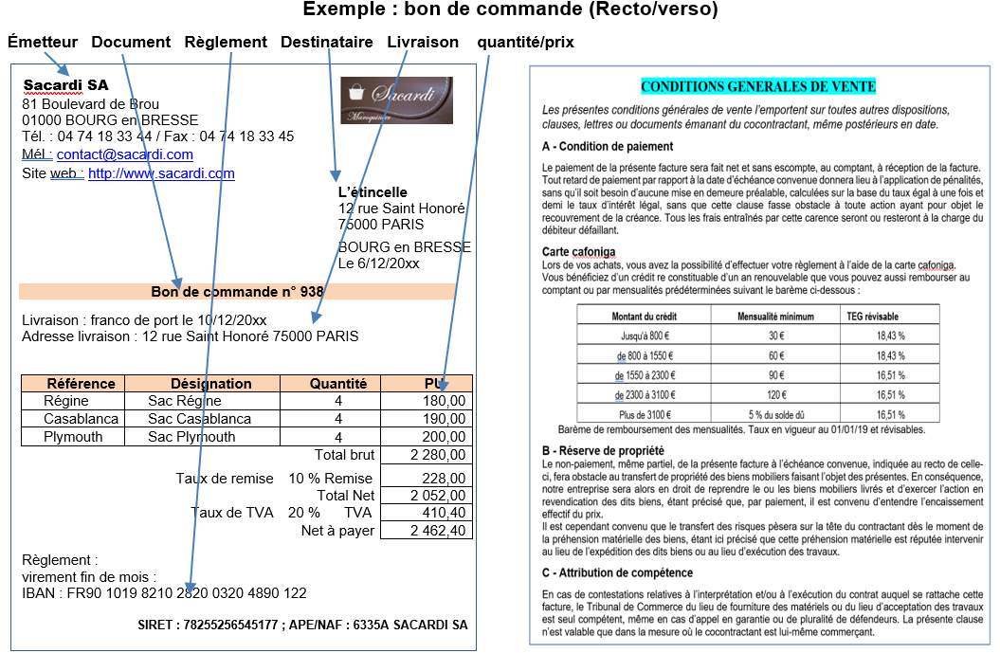 Exemple : bon de commande (Recto/verso)
Émetteur Document Règlement Destinataire Livraison quantité/prix
Sacardi SA
81 Boulevard de Brou
01000 BOURG en BRESSE
Tél. : 04 74 18 33 44 / Fax : 04 74 18 33 45
Mél : contact@sacardi.com
Site web : http://www.sacardi.com
Sacardi
Maroquinier
L'étincelle
12 rue Saint Honoré
75000 PARIS
BOURG en BRESSE
Le 6/12/20xx
Bon de commande n° 938
Livraison : franco de port le 10/12/20xx
Adresse livraison : 12 rue Saint Honoré 75000 PARIS
Référence Désignation Quantité PU
Régine Sac Régine 4 180,00
Casablanca Sac Casablanca 4 190,00
Plymouth Sac Plymouth 4 200,00
Total brut 2 280,00
Taux de remise 10 % Remise 228,00
Total Net 2 052,00
Taux de TVA 20 % TVA 410,40
Net à payer 2 462,40
Règlement :
virement fin de mois :
IBAN : FR90 1019 8210 2820 0320 4890 122
SIRET : 78255256545177 ; APE/NAF : 6335A SACARDI SA
CONDITIONS GENERALES DE VENTE
Les présentes conditions générales de vente l'emportent sur toutes autres dispositions,
clauses, lettres ou documents émanant du cocontractant, même postérieurs en date.
A - Condition de paiement
Le paiement de la présente facture sera fait net et sans escompte, au comptant, à réception de la facture.
Tout retard de paiement par rapport à la date d'échéance convenue donnera lieu à l'application de pénalités,
sans qu'il soit besoin d'aucune mise en demeure préalable, calculées sur la base du taux égal à une fois et
demi le taux d'intérêt légal, sans que cette clause fasse obstacle à toute action ayant pour objet le
recouvrement de la créance. Tous les frais entraînés par cette carence seront ou resteront à la charge du
débiteur défaillant.
Carte cafoniga
Lors de vos achats, vous avez la possibilité d'effectuer votre règlement à l'aide de la carte cafoniga.
Vous bénéficiez d'un crédit re constituable d'un an renouvelable que vous pouvez aussi rembourser au
comptant ou par mensualités prédéterminées suivant le barème ci-dessous :
Montant du crédit Mensualité minimum TEG révisable
Jusqu'à 800 € 30 € 18,43 %
de 800 à 1550 € 60 € 18,43 %
de 1550 à 2300 € 90 € 16,51 %
de 2300 à 3100 € 120 € 16,51 %
Plus de 3100 € 5 % du solde dû 16,51 %
Barème de remboursement des mensualités. Taux en vigueur au 01/01/19 et révisables.
B - Réserve de propriété
Le non-paiement, même partiel, de la présente facture à l'échéance convenue, indiquée au recto de celle-
ci, fera obstacle au transfert de propriété des biens mobiliers faisant l'objet des présentes. En conséquence,
notre entreprise sera alors en droit de reprendre le ou les biens mobiliers livrés et d'exercer l'action en
revendication des dits biens, étant précisé que, par paiement, il est convenu d'entendre l'encaissement
effectif du prix.
Il est cependant convenu que le transfert des risques pèsera sur la tête du contractant dès le moment de
la préhension matérielle des biens, étant ici précisé que cette préhension matérielle est réputée intervenir
au lieu de l'expédition des dits biens ou au lieu d'exécution des travaux.
C - Attribution de compétence
En cas de contestations relatives à l'interprétation et/ou à l'exécution du contrat auquel se rattache cette
facture, le Tribunal de Commerce du lieu de fourniture des matériels ou du lieu d'acceptation des travaux
est seul compétent, même en cas d'appel en garantie ou de pluralité de défendeurs. La présente clause
n'est valable que dans la mesure où le cocontractant est lui-même commerçant.